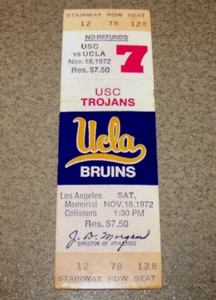 STAIRWAY ROW SEAT
12 78 128
NO REFUNDS
USC
vs UCLA
Nov. 18, 1972
Res. $7.50
7
USC
TROJANS
Ucla
BRUINS
Los Angeles SAT.
Memorial NOV. 18, 1972
Coliseum 1:30 PM
Res. $7.50
J. D. Morgan
DIRECTOR OF ATHLETICS
12 78 128
STAIRWAY ROW SEAT